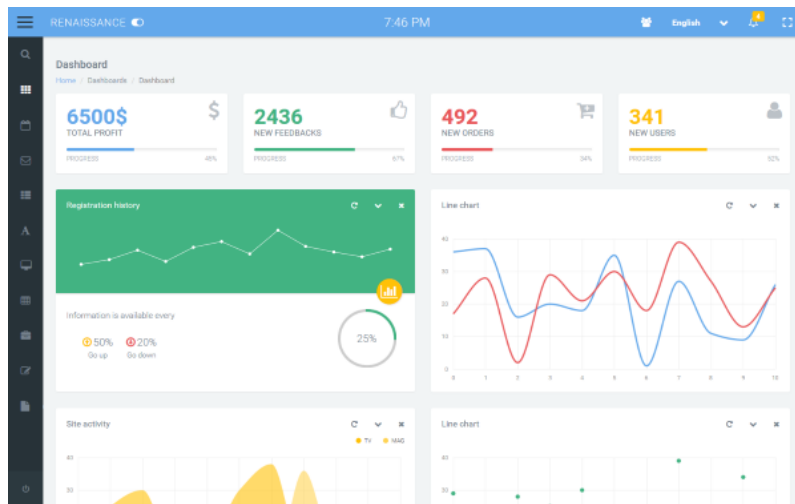 RENAISSANCE
7:46 PM
English
4
Dashboard
Home / Dashboards / Dashboard
6500$
TOTAL PROFIT
PROGRESS 45%
2436
NEW FEEDBACKS
PROGRESS 67%
492
NEW ORDERS
PROGRESS 34%
341
NEW USERS
PROGRESS 52%
Registration history
Information is available every
50%
Go up
20%
Go down
25%
Line chart
40
30
20
10
0
0 1 2 3 4 5 6 7 8 9 10
Site activity
TV MAG
40
30
Line chart
40
30